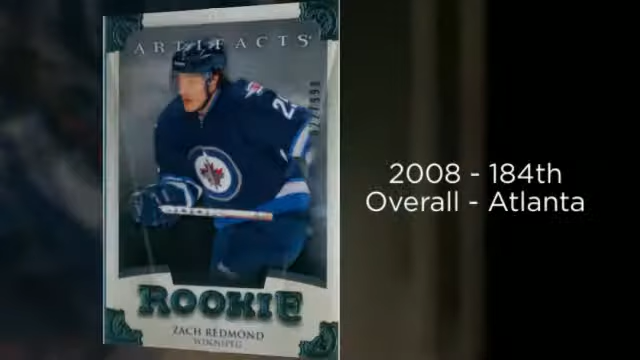 ARTIFACTS
ROOKIE
ZACH REDMOND
WINNIPEG
2008 - 184th
Overall - Atlanta